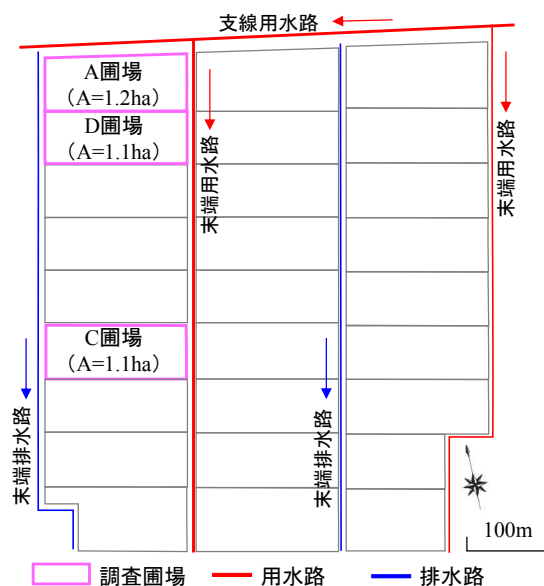 支線用水路
A圃場
(A=1.2ha)
D圃場
(A=1.1ha)
末端用水路
末端用水路
C圃場
(A=1.1ha)
末端排水路
末端排水路
100m
調査圃場
用水路
排水路